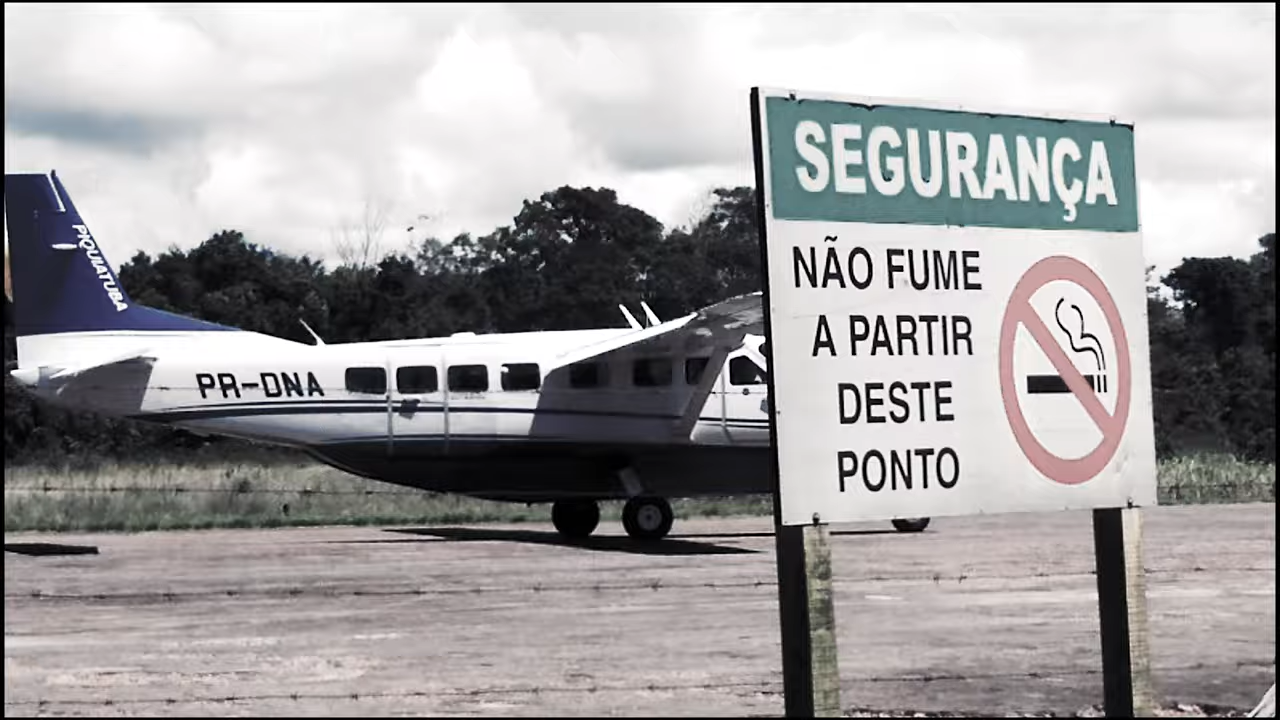 PIQUIATUBA
PR-DNA
SEGURANÇA
NÃO FUME
A PARTIR
DESTE
PONTO